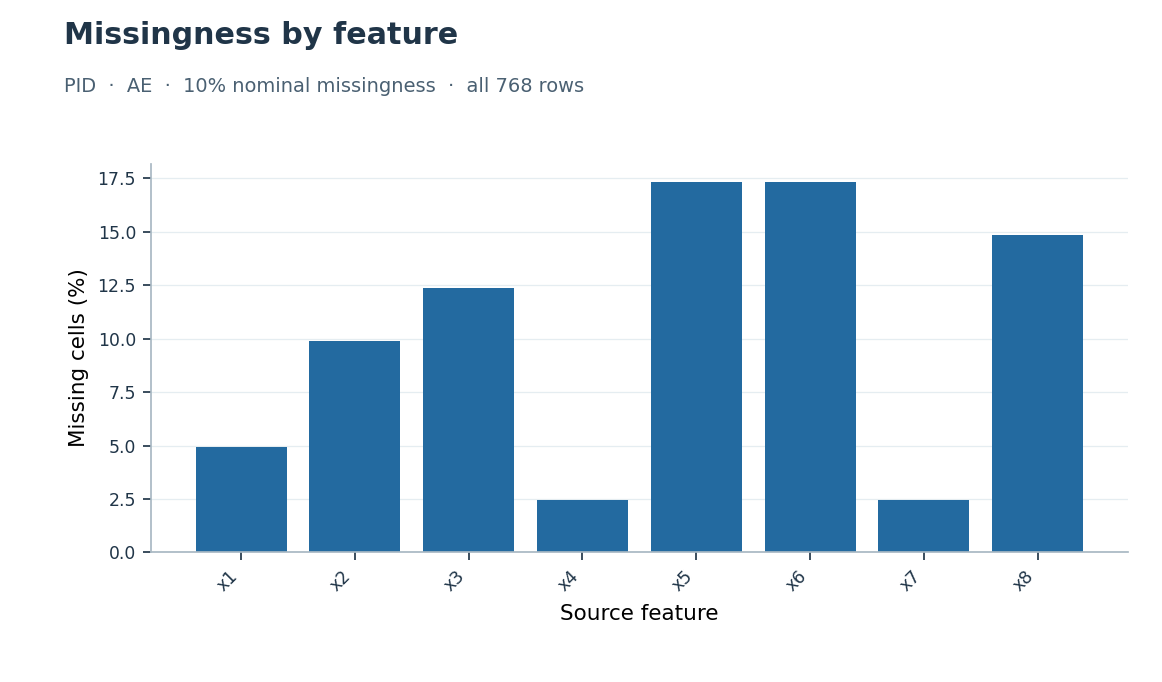 Missingness by feature
PID · AE · 10% nominal missingness · all 768 rows
17.5
15.0
12.5
10.0
7.5
5.0
2.5
0.0
Missing cells (%)
x1 x2 x3 x4 x5 x6 x7 x8
Source feature